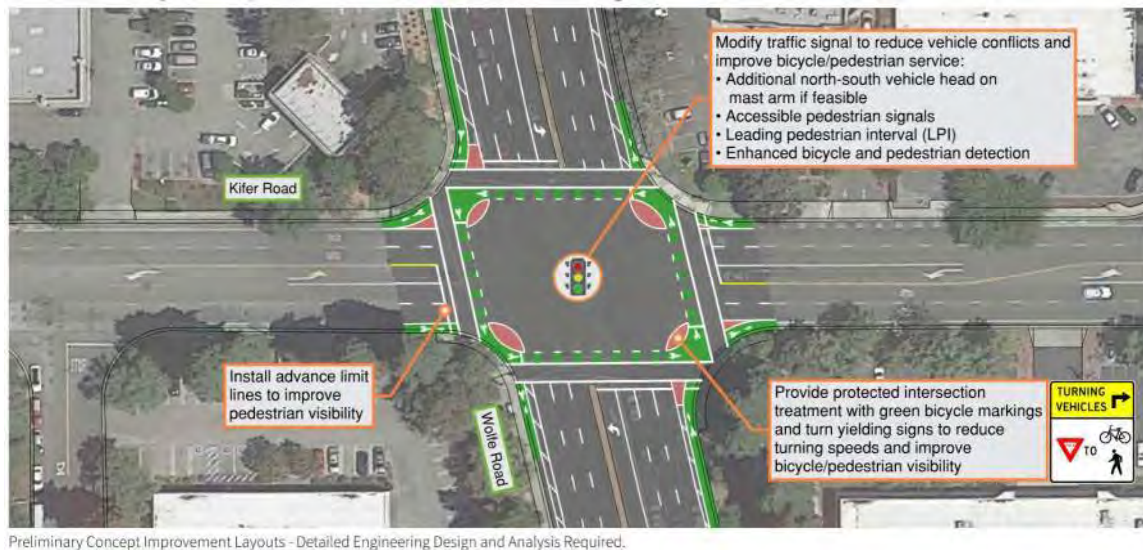 Modify traffic signal to reduce vehicle conflicts and
improve bicycle/pedestrian service:
• Additional north-south vehicle head on
mast arm if feasible
• Accessible pedestrian signals
• Leading pedestrian interval (LPI)
• Enhanced bicycle and pedestrian detection
Kifer Road
Install advance limit
lines to improve
pedestrian visibility
Wolfe Road
Provide protected intersection
treatment with green bicycle markings
and turn yielding signs to reduce
turning speeds and improve
bicycle/pedestrian visibility
TURNING
VEHICLES
TO
Preliminary Concept Improvement Layouts - Detailed Engineering Design and Analysis Required.